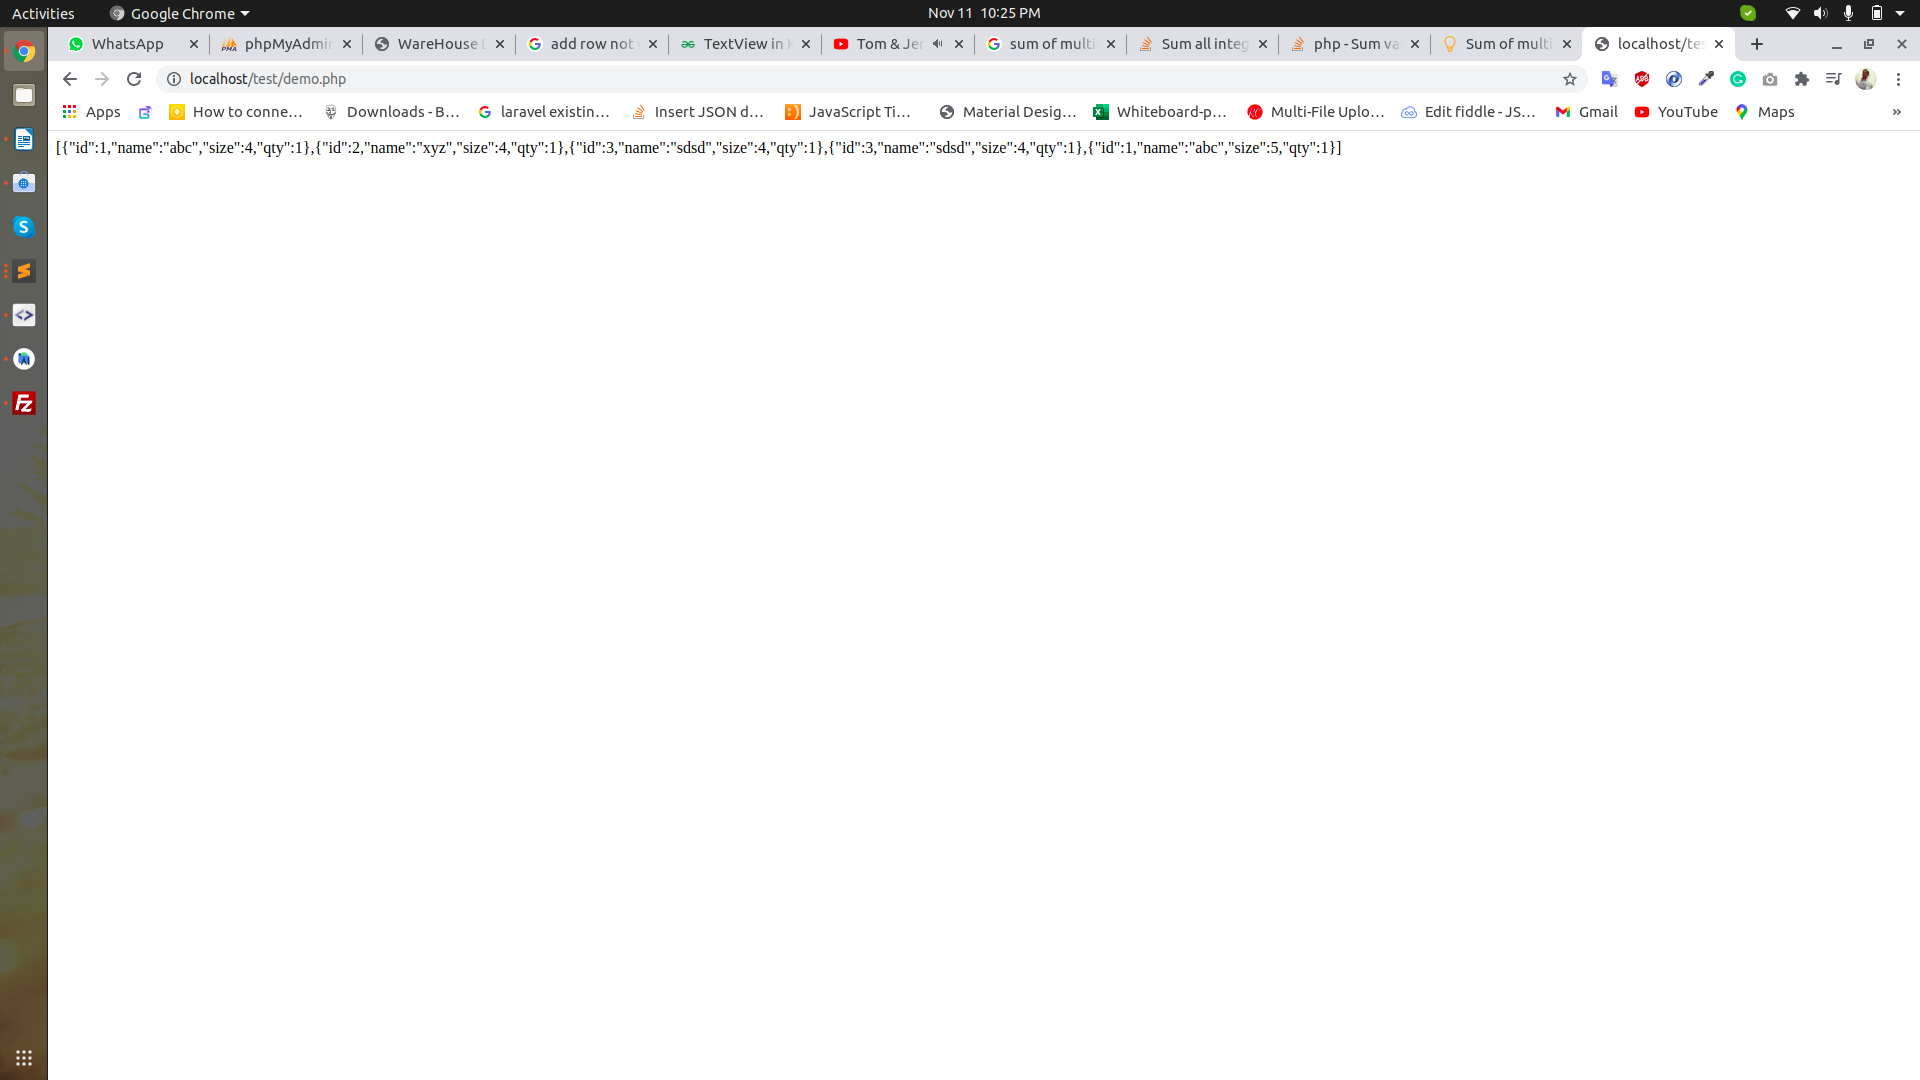 Activities Google Chrome Nov 11 10:25 PM
WhatsApp phpMyAdmin WareHouse L add row not TextView in K Tom & Jer sum of multi Sum all integ php - Sum va Sum of multi localhost/tes
localhost/test/demo.php
Apps How to conne... Downloads - B... laravel existin... Insert JSON d... JavaScript Ti... Material Desig... Whiteboard-p... Multi-File Uplo... Edit fiddle - JS... Gmail YouTube Maps »
[{"id":1,"name":"abc","size":4,"qty":1},{"id":2,"name":"xyz","size":4,"qty":1},{"id":3,"name":"sdsd","size":4,"qty":1},{"id":3,"name":"sdsd","size":4,"qty":1},{"id":1,"name":"abc","size":5,"qty":1}]